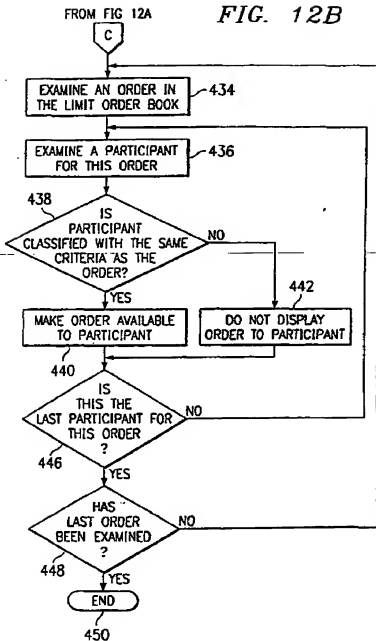 FROM FIG 12A
FIG. 12B
C
EXAMINE AN ORDER IN
THE LIMIT ORDER BOOK
434
EXAMINE A PARTICIPANT
FOR THIS ORDER
436
438
IS
PARTICIPANT
CLASSIFIED WITH THE SAME
CRITERIA AS THE
ORDER?
NO
YES
442
MAKE ORDER AVAILABLE
TO PARTICIPANT
440
DO NOT DISPLAY
ORDER TO PARTICIPANT
IS
THIS THE
LAST PARTICIPANT FOR
THIS ORDER
?
NO
446
YES
HAS
LAST ORDER
BEEN EXAMINED
?
NO
448
YES
END
450